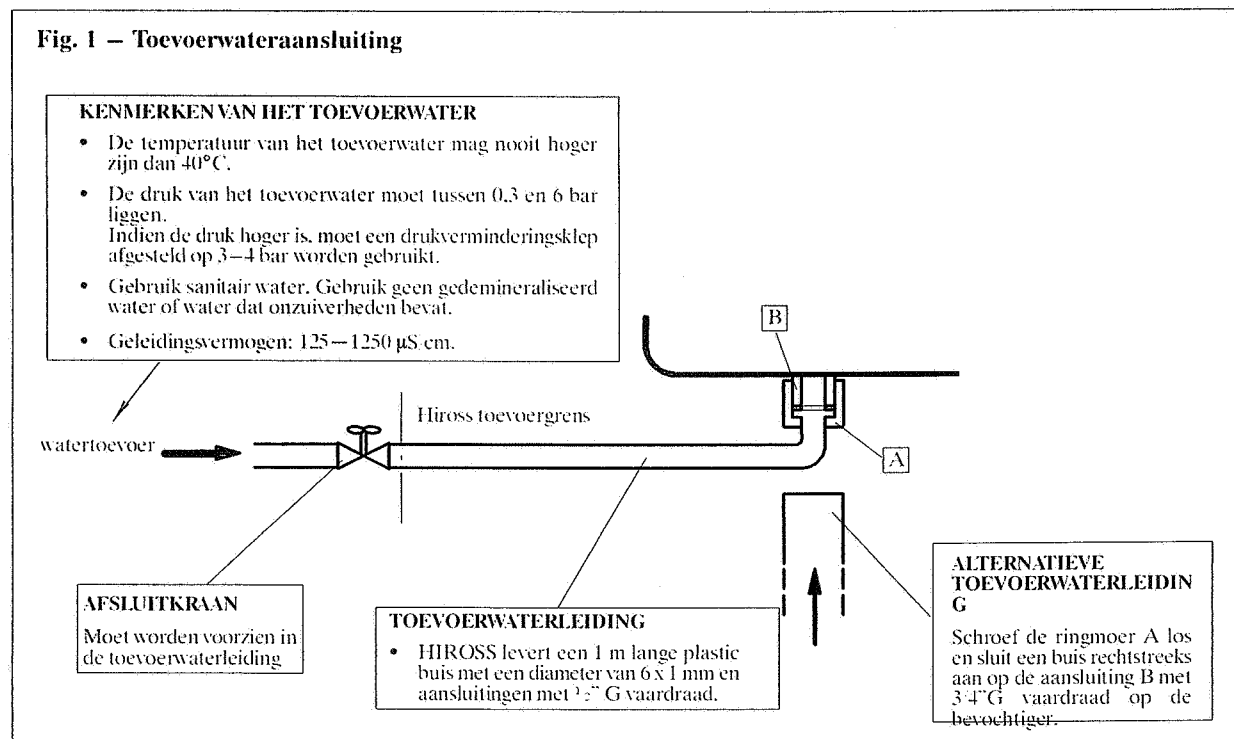 Fig. 1 – Toevoerwateraansluiting
KENMERKEN VAN HET TOEVOERWATER
• De temperatuur van het toevoerwater mag nooit hoger
zijn dan 40°C.
• De druk van het toevoerwater moet tussen 0.3 en 6 bar
liggen.
Indien de druk hoger is, moet een drukverminderingsklep
afgesteld op 3–4 bar worden gebruikt.
• Gebruik sanitair water. Gebruik geen gedemineraliseerd
water of water dat onzuiverheden bevat.
• Geleidingsvermogen: 125–1250 µS cm.
B
Hiross toevoergrens
watertoevoer
A
AFSLUITKRAAN
Moet worden voorzien in
de toevoerwaterleiding
TOEVOERWATERLEIDING
• HIROSS levert een 1 m lange plastic
buis met een diameter van 6 x 1 mm en
aansluitingen met ½" G vaardraad.
ALTERNATIEVE
TOEVOERWATERLEIDIN
G
Schroef de ringmoer A los
en sluit een buis rechtstreeks
aan op de aansluiting B met
3/4"G vaardraad op de
bevochtiger.